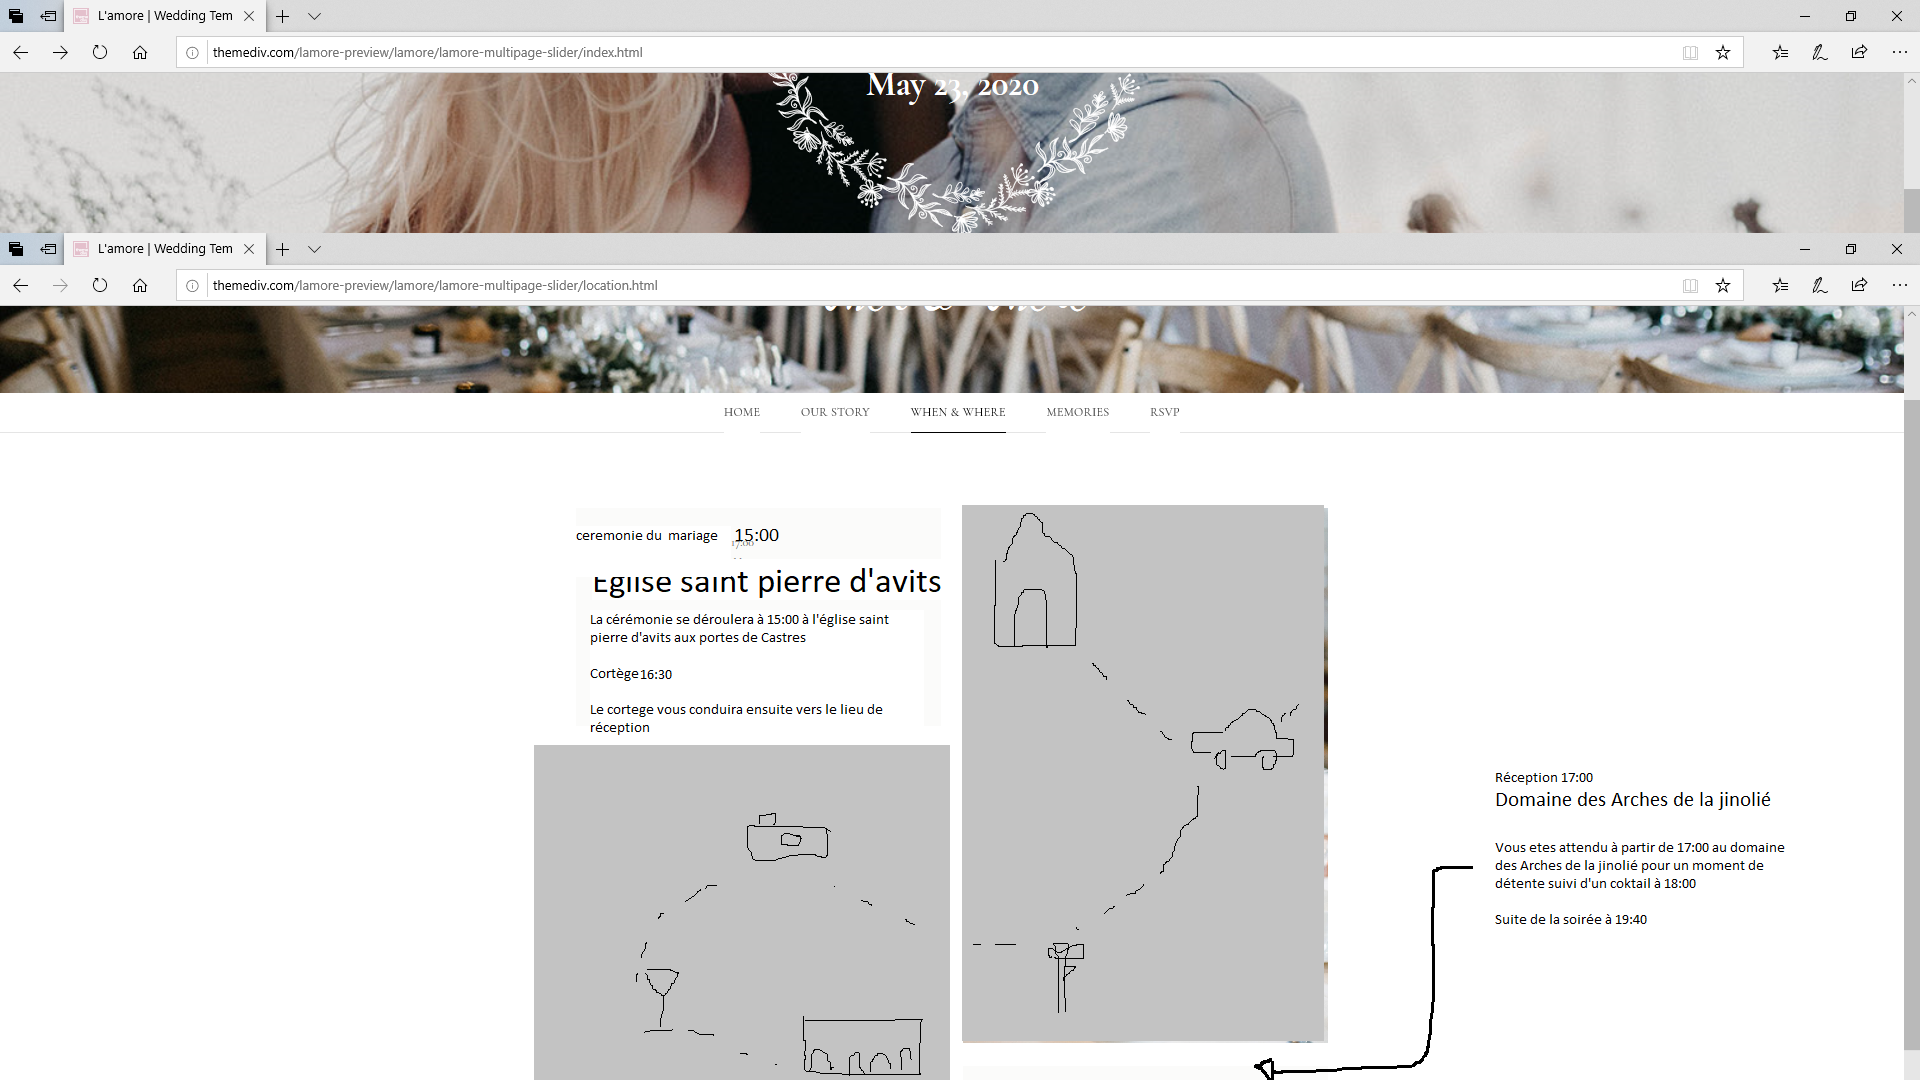 L'amore | Wedding Tem
themediv.com/lamore-preview/lamore/lamore-multipage-slider/index.html
May 23, 2020
L'amore | Wedding Tem
themediv.com/lamore-preview/lamore/lamore-multipage-slider/location.html
HOME OUR STORY WHEN & WHERE MEMORIES RSVP
ceremonie du mariage 15:00
17:00
Eglise saint pierre d'avits
La cérémonie se déroulera à 15:00 à l'église saint
pierre d'avits aux portes de Castres
Cortège 16:30
Le cortege vous conduira ensuite vers le lieu de
réception
Réception 17:00
Domaine des Arches de la jinolié
Vous etes attendu à partir de 17:00 au domaine
des Arches de la jinolié pour un moment de
détente suivi d'un coktail à 18:00
Suite de la soirée à 19:40